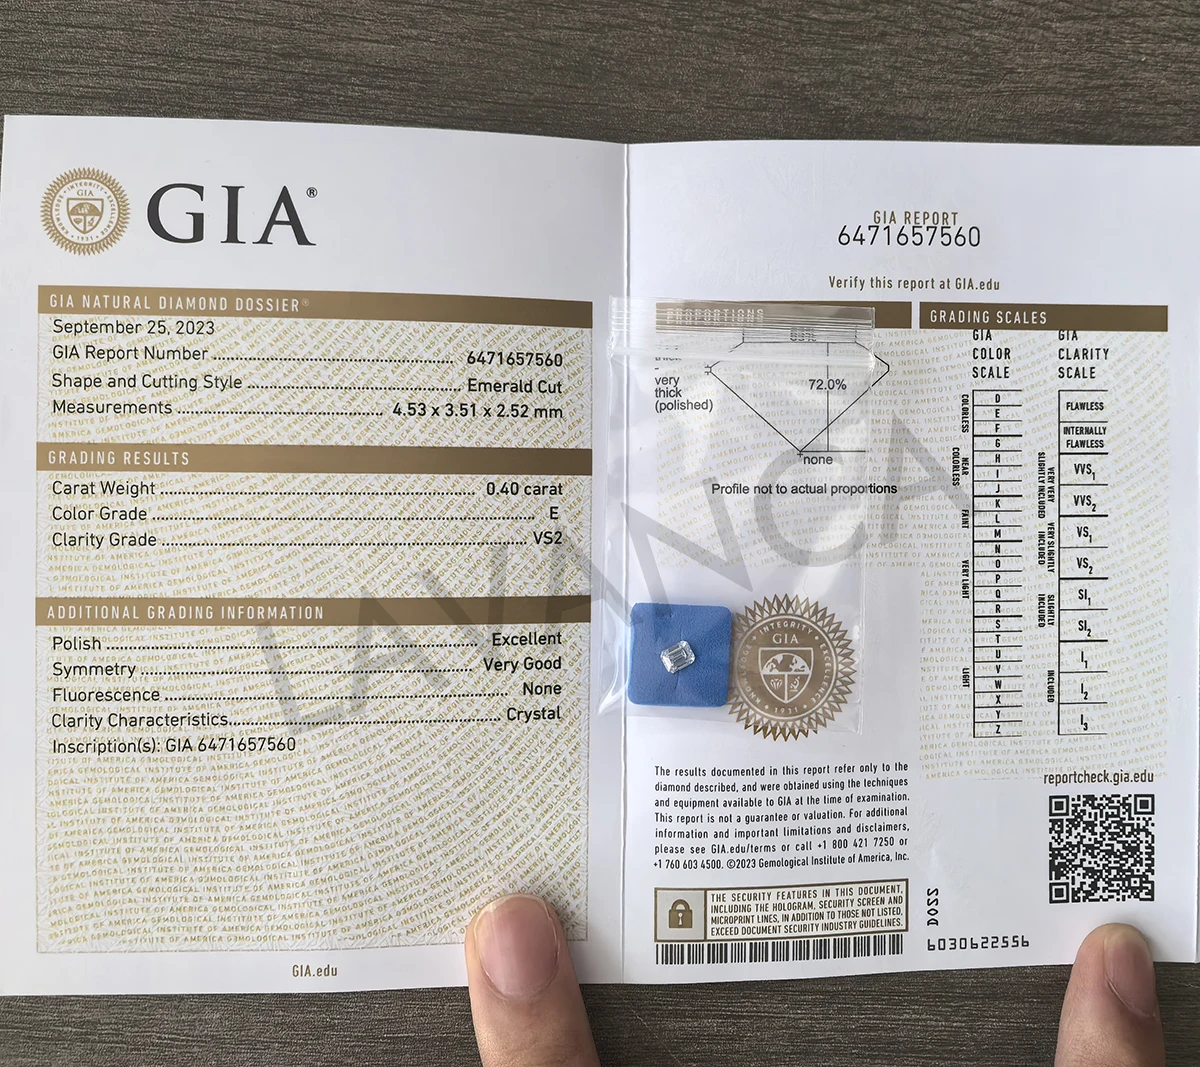 GIA®
GIA NATURAL DIAMOND DOSSIER®
September 25, 2023
GIA Report Number 6471657560
Shape and Cutting Style Emerald Cut
Measurements 4.53 x 3.51 x 2.52 mm
GRADING RESULTS
Carat Weight 0.40 carat
Color Grade E
Clarity Grade VS2
ADDITIONAL GRADING INFORMATION
Polish Excellent
Symmetry Very Good
Fluorescence None
Clarity Characteristics Crystal
Inscription(s): GIA 6471657560
GIA.edu
LAVANCA
GIA REPORT
6471657560
Verify this report at GIA.edu
PROPORTIONS
very
thick
(polished)
72.0%
none
Profile not to actual proportions
INTEGRITY
GIA
1931
The results documented in this report refer only to the
diamond described, and were obtained using the techniques
and equipment available to GIA at the time of examination.
This report is not a guarantee or valuation. For additional
information and important limitations and disclaimers,
please see GIA.edu/terms or call +1 800 421 7250 or
+1 760 603 4500. ©2023 Gemological Institute of America, Inc.
THE SECURITY FEATURES IN THIS DOCUMENT,
INCLUDING THE HOLOGRAM, SECURITY SCREEN AND
MICROPRINT LINES, IN ADDITION TO THOSE NOT LISTED,
EXCEED DOCUMENT SECURITY INDUSTRY GUIDELINES.
GRADING SCALES
GIA
COLOR
SCALE
COLORLESS
D
E
F
NEAR COLORLESS
G
H
I
J
FAINT
K
L
M
VERY LIGHT
N
O
P
Q
R
LIGHT
S
T
U
V
W
X
Y
Z
GIA
CLARITY
SCALE
FLAWLESS
INTERNALLY
FLAWLESS
VERY VERY
SLIGHTLY INCLUDED
VVS1
VVS2
VERY SLIGHTLY
INCLUDED
VS1
VS2
SLIGHTLY
INCLUDED
SI1
SI2
INCLUDED
I1
I2
I3
reportcheck.gia.edu
D022
6030622556